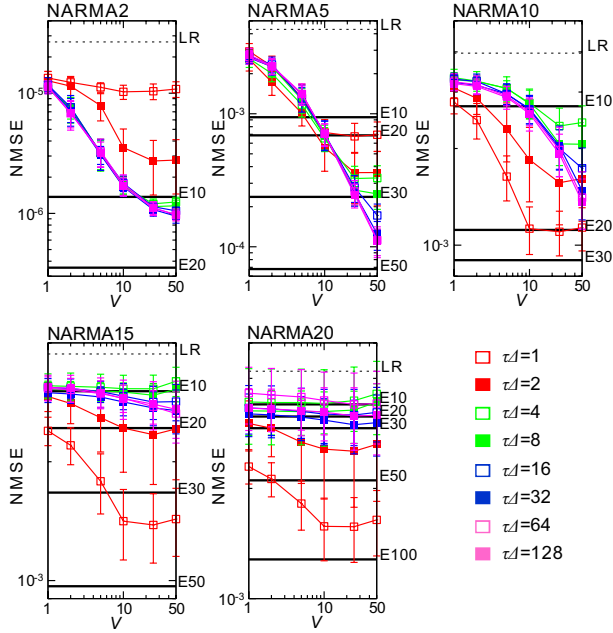 NARMA2
NMSE
10-5
10-6
LR
E10
E20
1
10
50
V
NARMA5
NMSE
10-3
10-4
LR
E10
E20
E30
E50
1
10
50
V
NARMA10
NMSE
10-3
LR
E10
E20
E30
1
10
50
V
NARMA15
NMSE
10-3
LR
E10
E20
E30
E50
1
10
50
V
NARMA20
NMSE
10-3
LR
E10
E20
E30
E50
E100
1
10
50
V
τΔ=1
τΔ=2
τΔ=4
τΔ=8
τΔ=16
τΔ=32
τΔ=64
τΔ=128